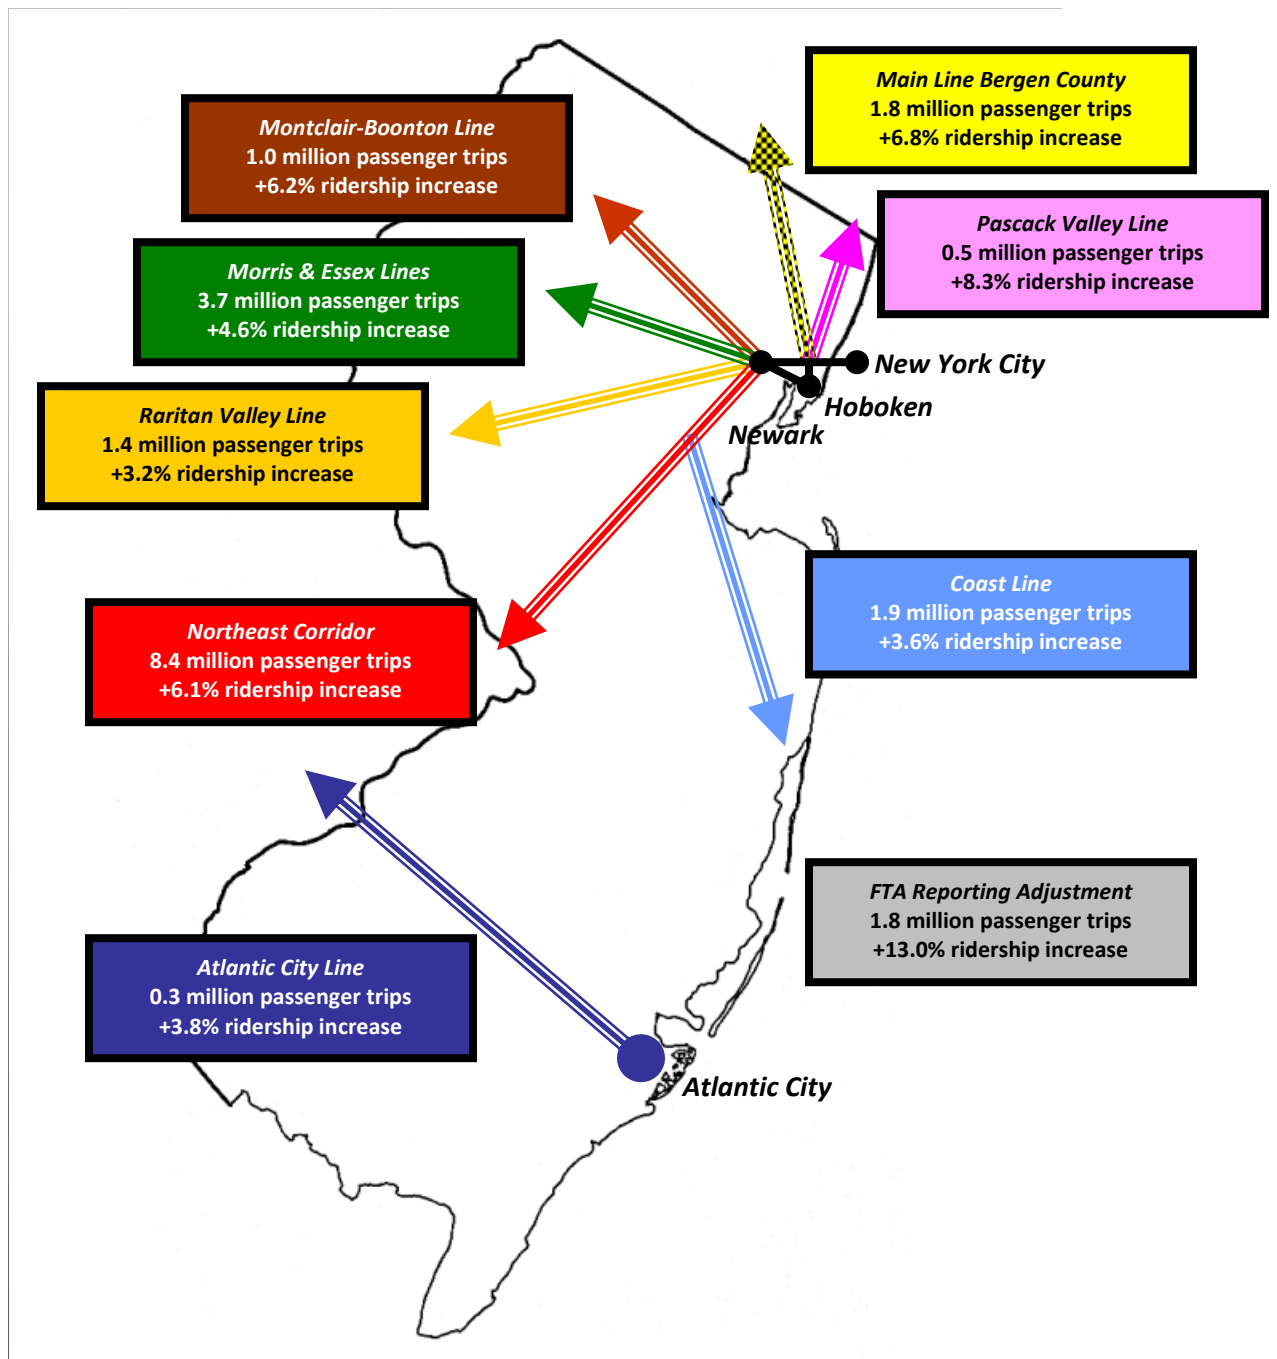 Main Line Bergen County
1.8 million passenger trips
+6.8% ridership increase
Montclair-Boonton Line
1.0 million passenger trips
+6.2% ridership increase
Pascack Valley Line
0.5 million passenger trips
+8.3% ridership increase
Morris & Essex Lines
3.7 million passenger trips
+4.6% ridership increase
New York City
Hoboken
Newark
Raritan Valley Line
1.4 million passenger trips
+3.2% ridership increase
Coast Line
1.9 million passenger trips
+3.6% ridership increase
Northeast Corridor
8.4 million passenger trips
+6.1% ridership increase
FTA Reporting Adjustment
1.8 million passenger trips
+13.0% ridership increase
Atlantic City Line
0.3 million passenger trips
+3.8% ridership increase
Atlantic City